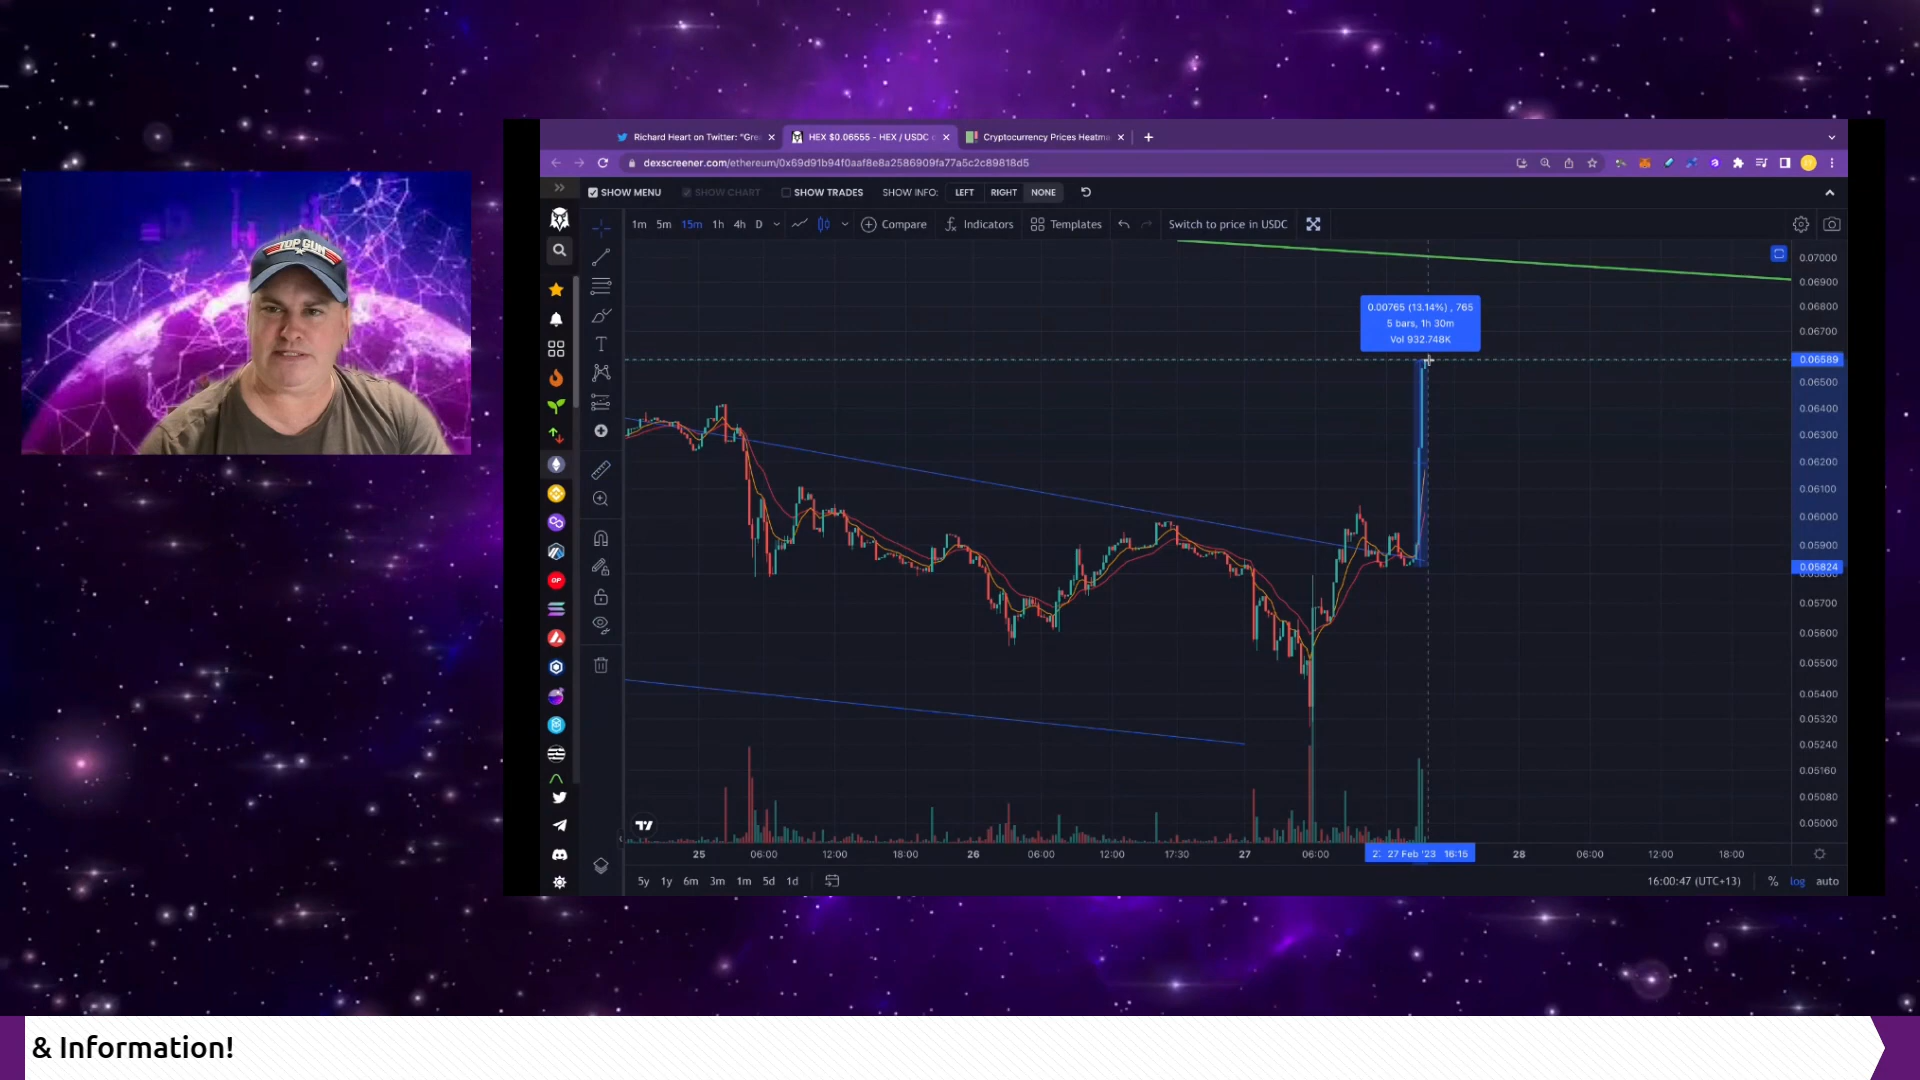 Richard Heart on Twitter: "Gre
HEX $0.06555 - HEX / USDC
Cryptocurrency Prices Heatma
dexscreener.com/ethereum/0x69d91b94f0aaf8e8a2586909fa77a5c2c89818d5
SHOW MENU SHOW CHART SHOW TRADES SHOW INFO: LEFT RIGHT NONE
1m 5m 15m 1h 4h D Compare Indicators Templates Switch to price in USDC
TOP GUN
0.07000
0.06900
0.06800
0.06700
0.00765 (13.14%) , 765
5 bars, 1h 30m
Vol 932.748K
0.06589
0.06500
0.06400
0.06300
0.06200
0.06100
0.06000
0.05900
0.05824
0.05700
0.05600
0.05500
0.05400
0.05320
0.05240
0.05160
0.05080
0.05000
OP
25 06:00 12:00 18:00 26 06:00 12:00 17:30 27 06:00 27 Feb '23 16:15 28 06:00 12:00 18:00
5y 1y 6m 3m 1m 5d 1d
16:00:47 (UTC+13) % log auto
& Information!